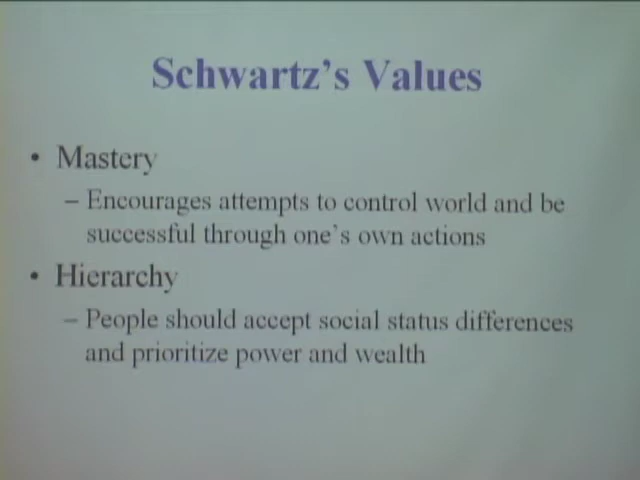 Schwartz's Values
• Mastery
– Encourages attempts to control world and be
successful through one's own actions
• Hierarchy
– People should accept social status differences
and prioritize power and wealth